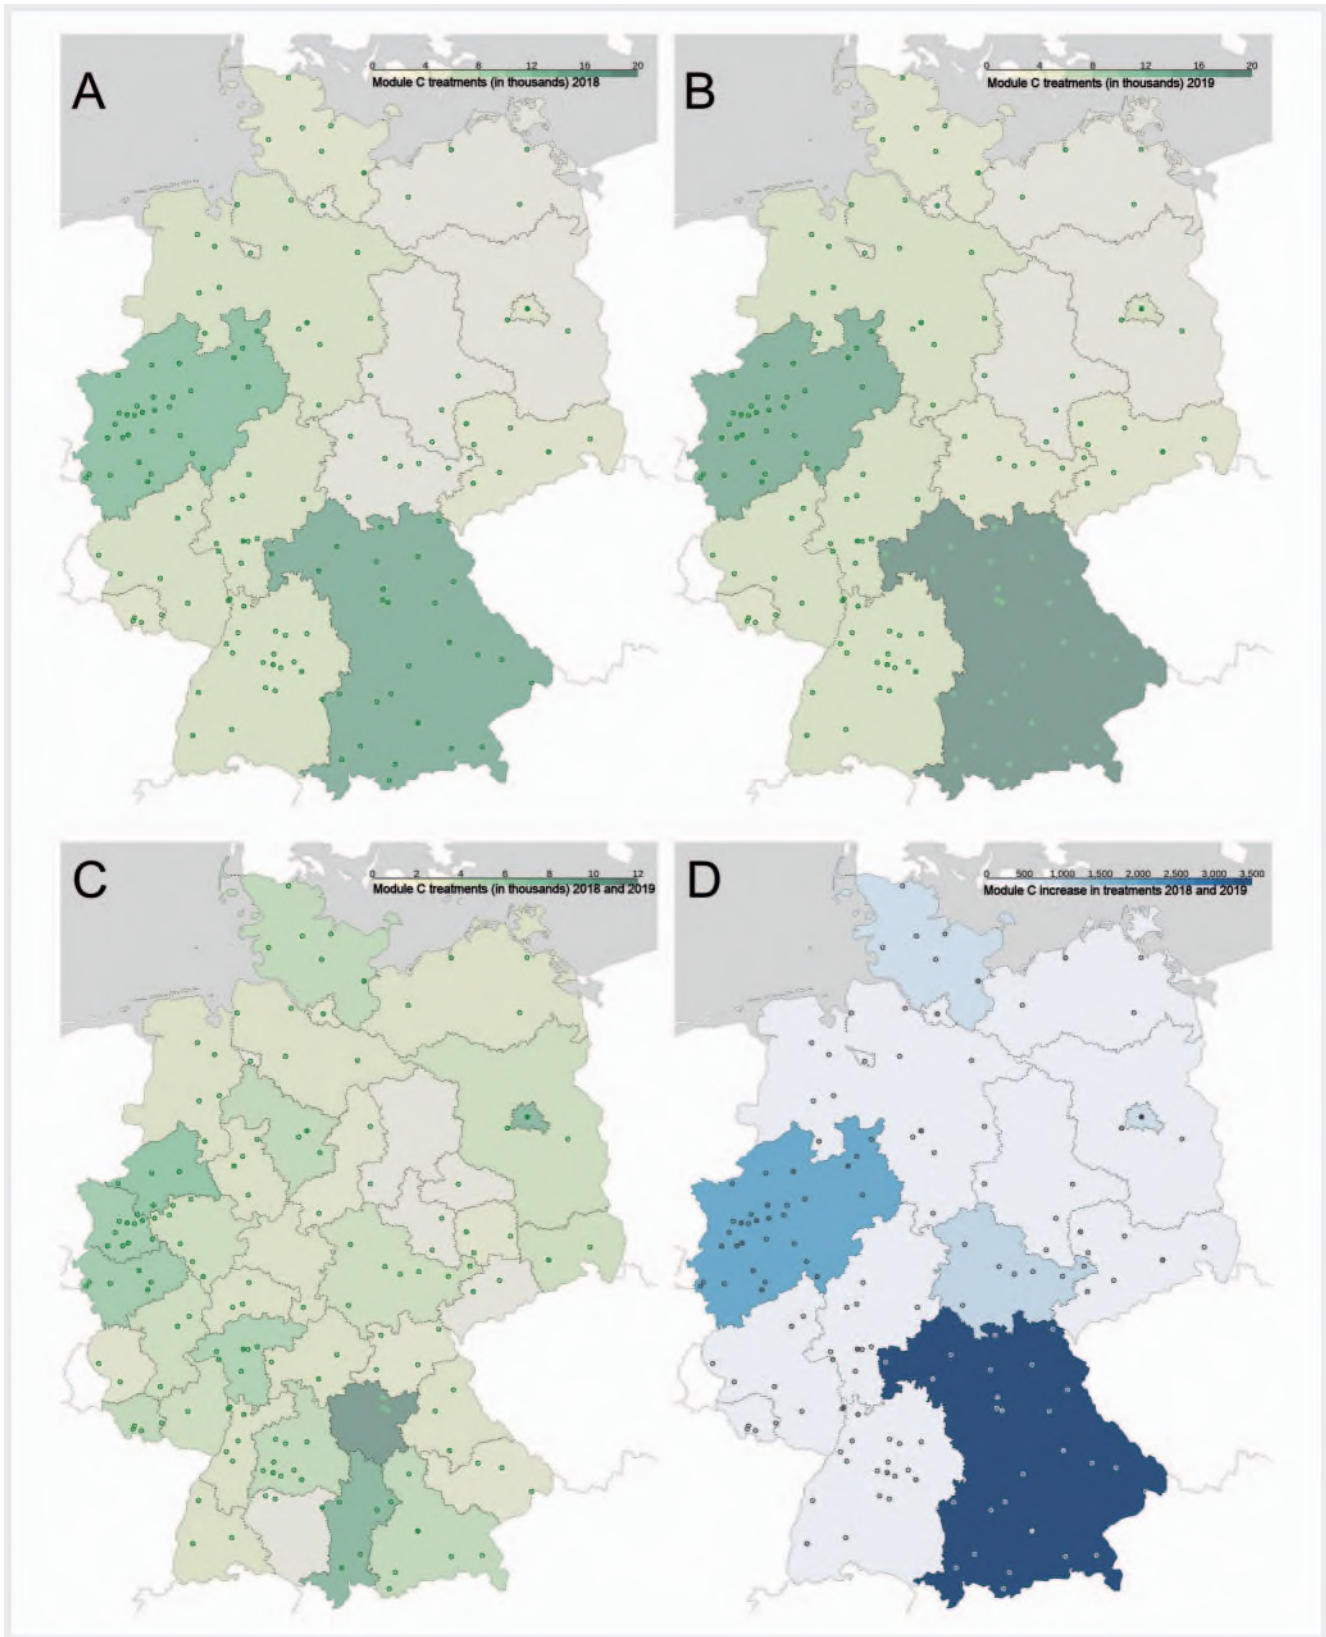 A
0 4 8 12 16 20
Module C treatments (in thousands) 2018
B
0 4 8 12 16 20
Module C treatments (in thousands) 2019
C
0 2 4 6 8 10 12
Module C treatments (in thousands) 2018 and 2019
D
0 500 1,000 1,500 2,000 2,500 3,000 3,500
Module C increase in treatments 2018 and 2019